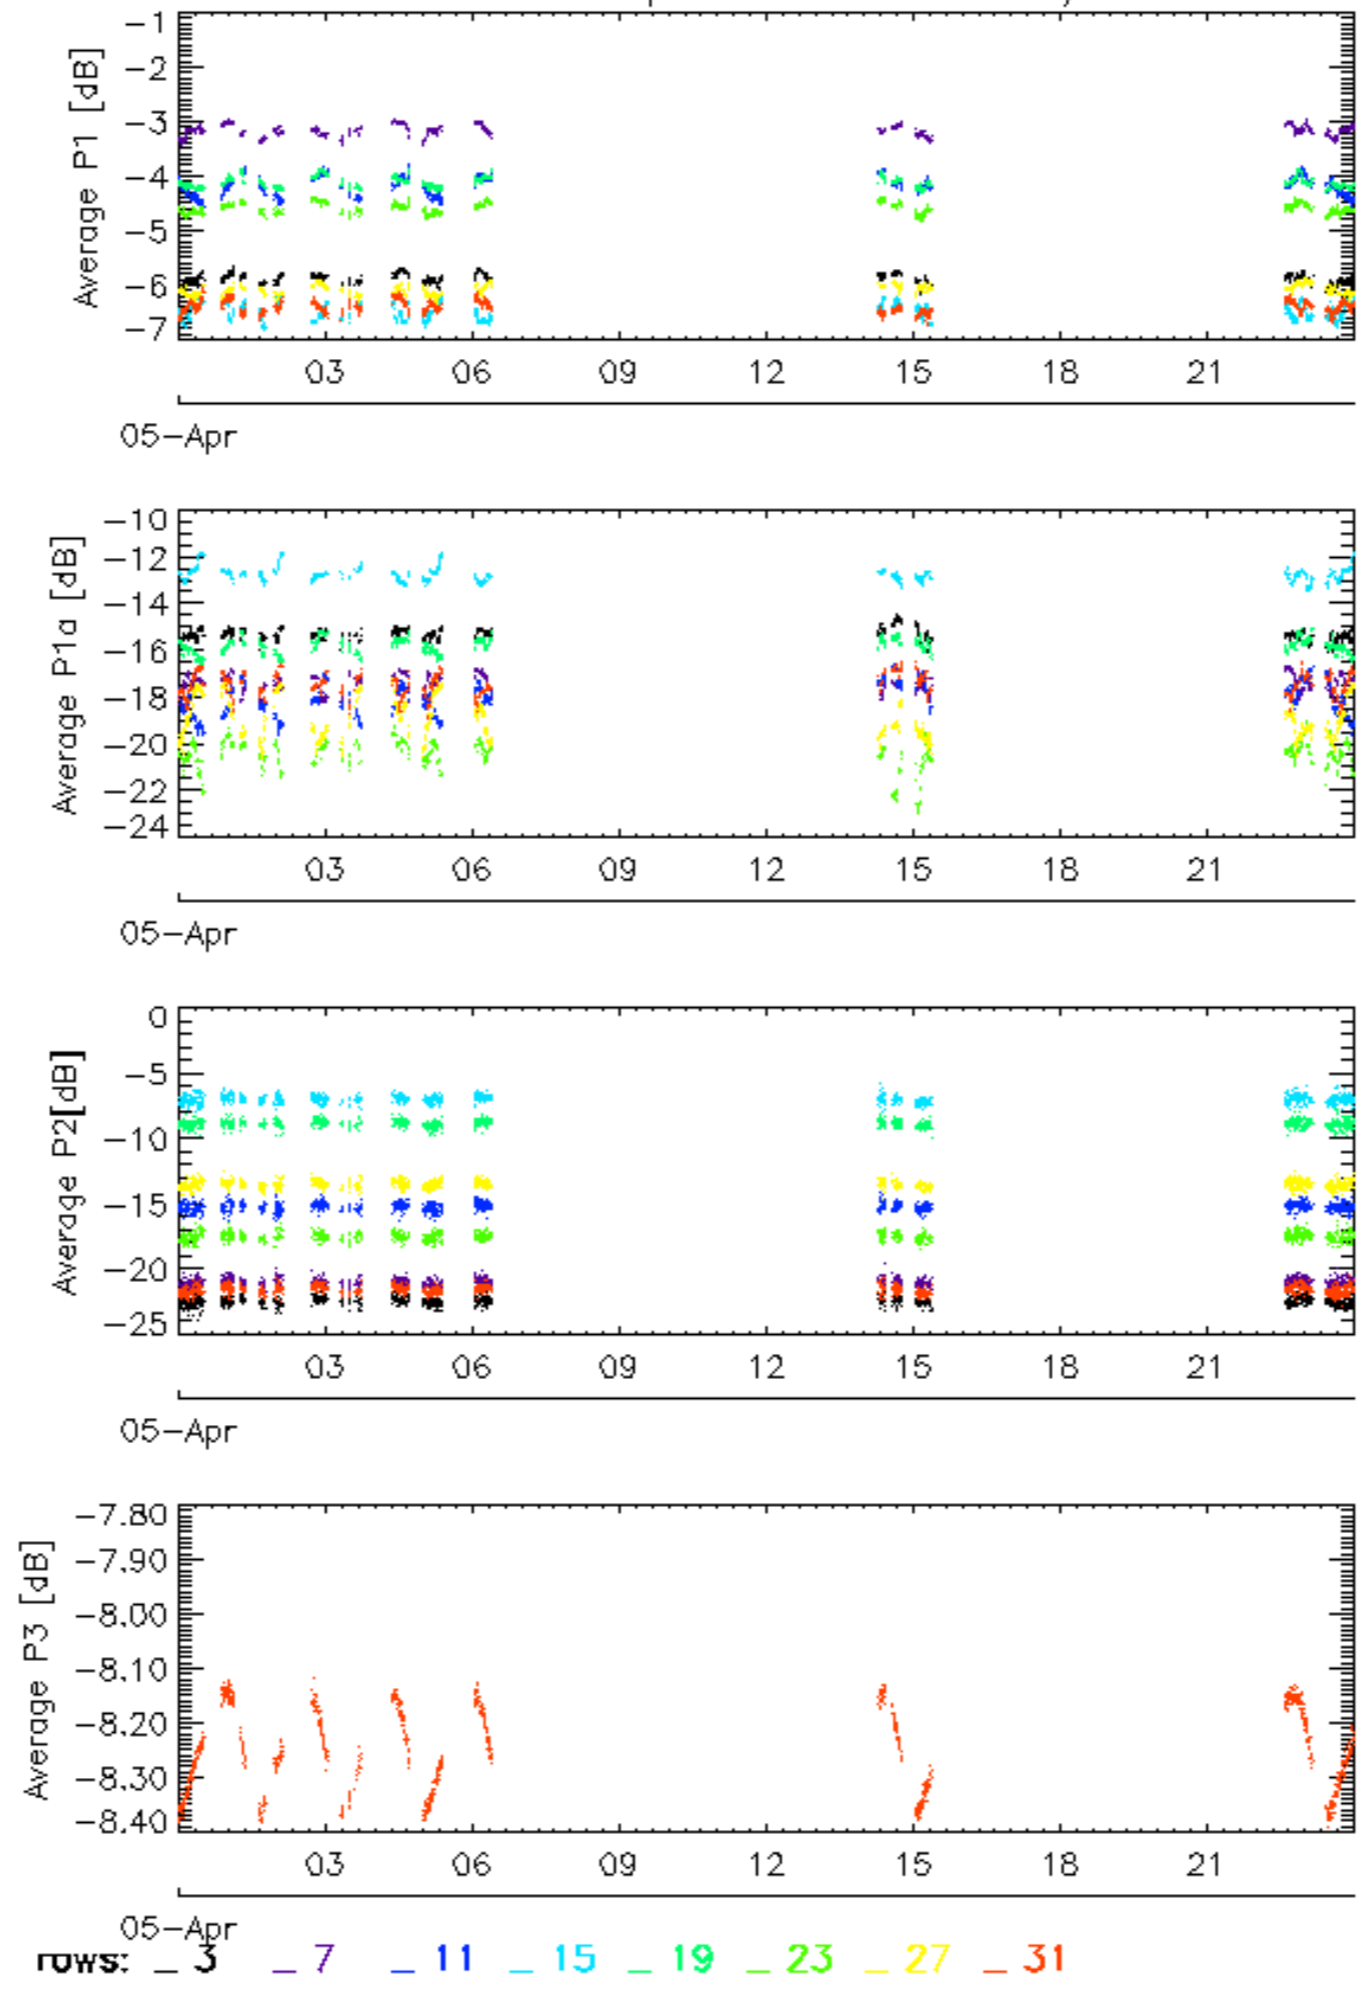 Average P1 [dB]
-1
-2
-3
-4
-5
-6
-7
03 06 09 12 15 18 21
05-Apr
Average P1a [dB]
-10
-12
-14
-16
-18
-20
-22
-24
03 06 09 12 15 18 21
05-Apr
Average P2[dB]
0
-5
-10
-15
-20
-25
03 06 09 12 15 18 21
05-Apr
Average P3 [dB]
-7.80
-7.90
-8.00
-8.10
-8.20
-8.30
-8.40
03 06 09 12 15 18 21
05-Apr
rows: _ 3 _ 7 _ 11 _ 15 _ 19 _ 23 _ 27 _ 31